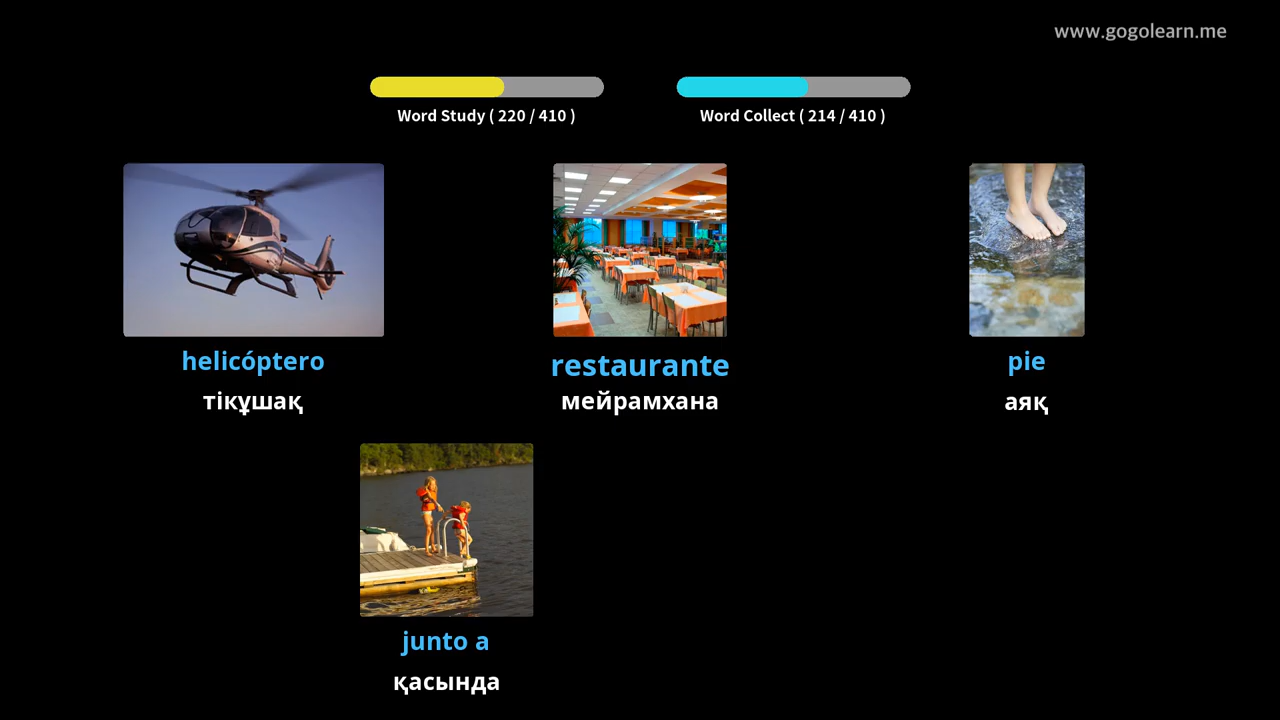 www.gogolearn.me
Word Study ( 220 / 410 )
Word Collect ( 214 / 410 )
helicóptero
тікұшақ
restaurante
мейрамхана
pie
аяқ
junto a
қасында